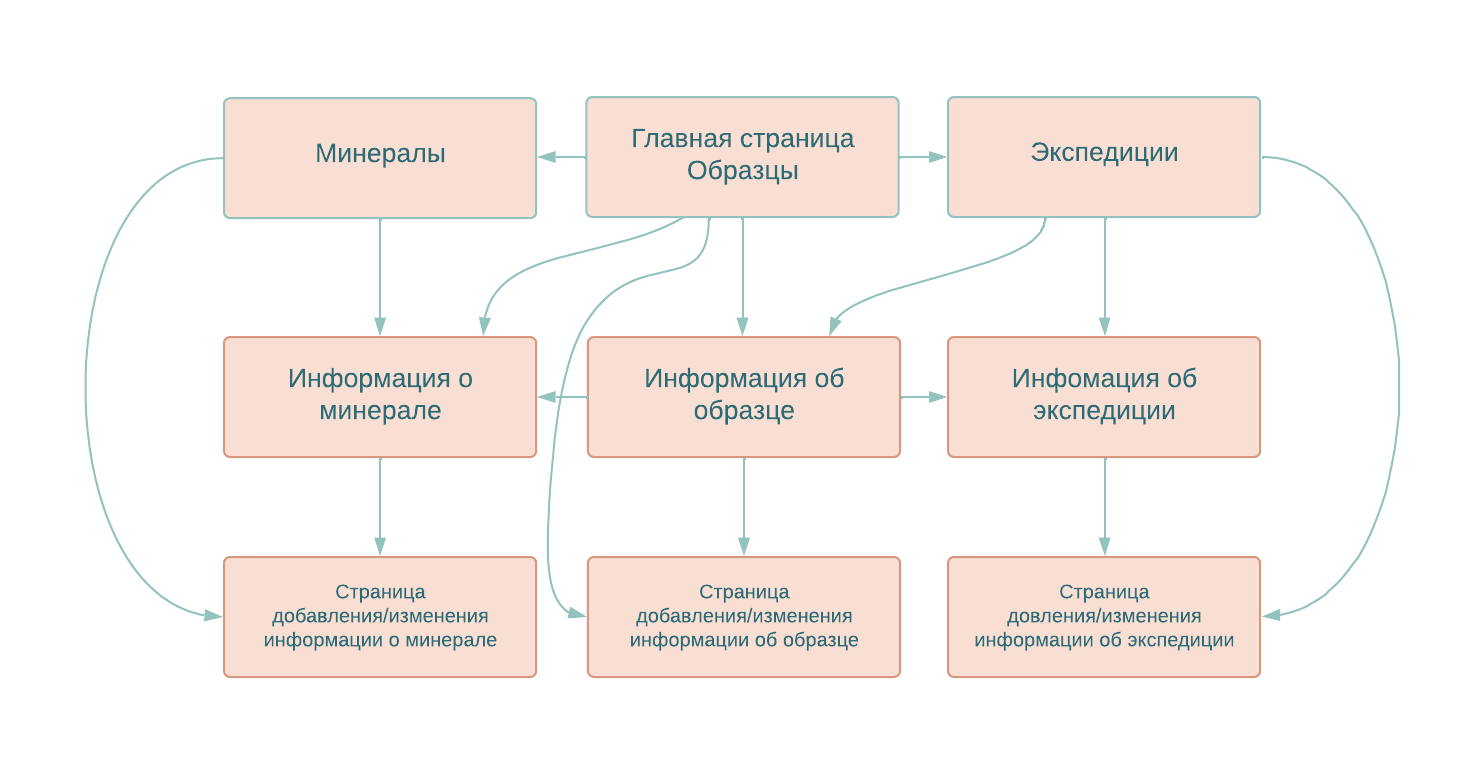 Минералы
Главная страница
Образцы
Экспедиции
Информация о
минерале
Информация об
образце
Инфомация об
экспедиции
Страница
добавления/изменения
информации о минерале
Страница
добавления/изменения
информации об образце
Страница
довления/изменения
информации об экспедиции